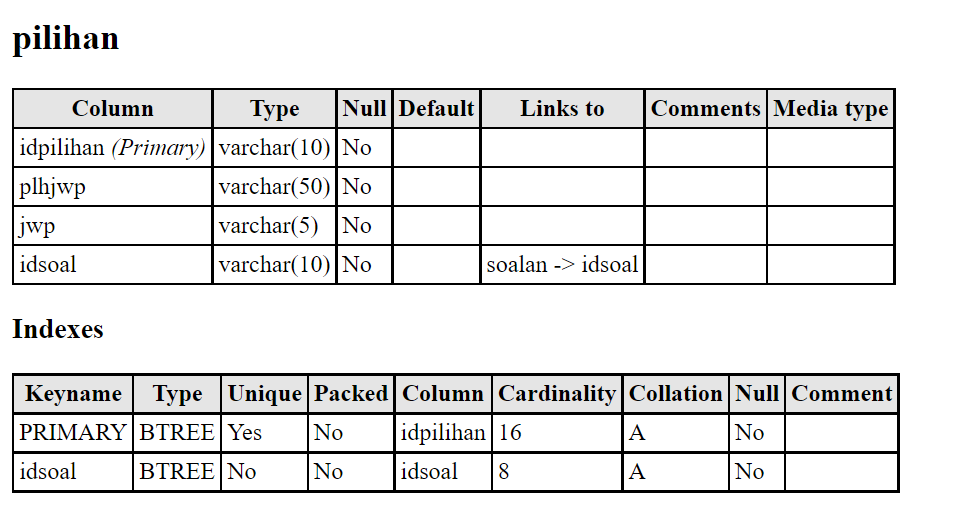 pilihan
Column Type Null Default Links to Comments Media type
idpilihan (Primary) varchar(10) No
plhjwp varchar(50) No
jwp varchar(5) No
idsoal varchar(10) No soalan -> idsoal
Indexes
Keyname Type Unique Packed Column Cardinality Collation Null Comment
PRIMARY BTREE Yes No idpilihan 16 A No
idsoal BTREE No No idsoal 8 A No